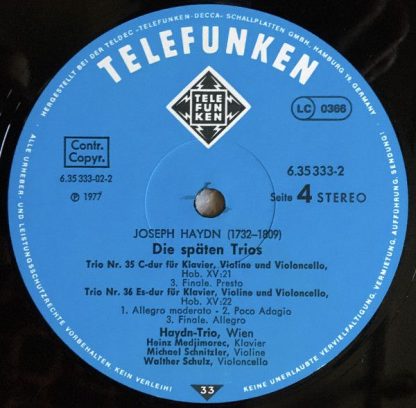 HERGESTELLT BEI DER TELDEC »TELEFUNKEN-DECCA« SCHALLPLATTEN GMBH, HAMBURG 19, GERMANY
TELEFUNKEN
TELE
FUN
KEN
LC 0366
Contr.
Copyr.
6.35 333-02-2
Ⓟ 1977
6.35 333-2
Seite 4 STEREO
JOSEPH HAYDN (1732–1809)
Die späten Trios
Trio Nr. 35 C-dur für Klavier, Violine und Violoncello,
Hob. XV:21
3. Finale. Presto
Trio Nr. 36 Es-dur für Klavier, Violine und Violoncello,
Hob. XV:22
1. Allegro moderato - 2. Poco Adagio
3. Finale. Allegro
Haydn-Trio, Wien
Heinz Medjimorec, Klavier
Michael Schnitzler, Violine
Walther Schulz, Violoncello
33
ALLE URHEBER- UND LEISTUNGSSCHUTZRECHTE VORBEHALTEN. KEIN VERLEIH!
KEINE UNERLAUBTE VERVIELFÄLTIGUNG, VERMIETUNG, AUFFÜHRUNG, SENDUNG!